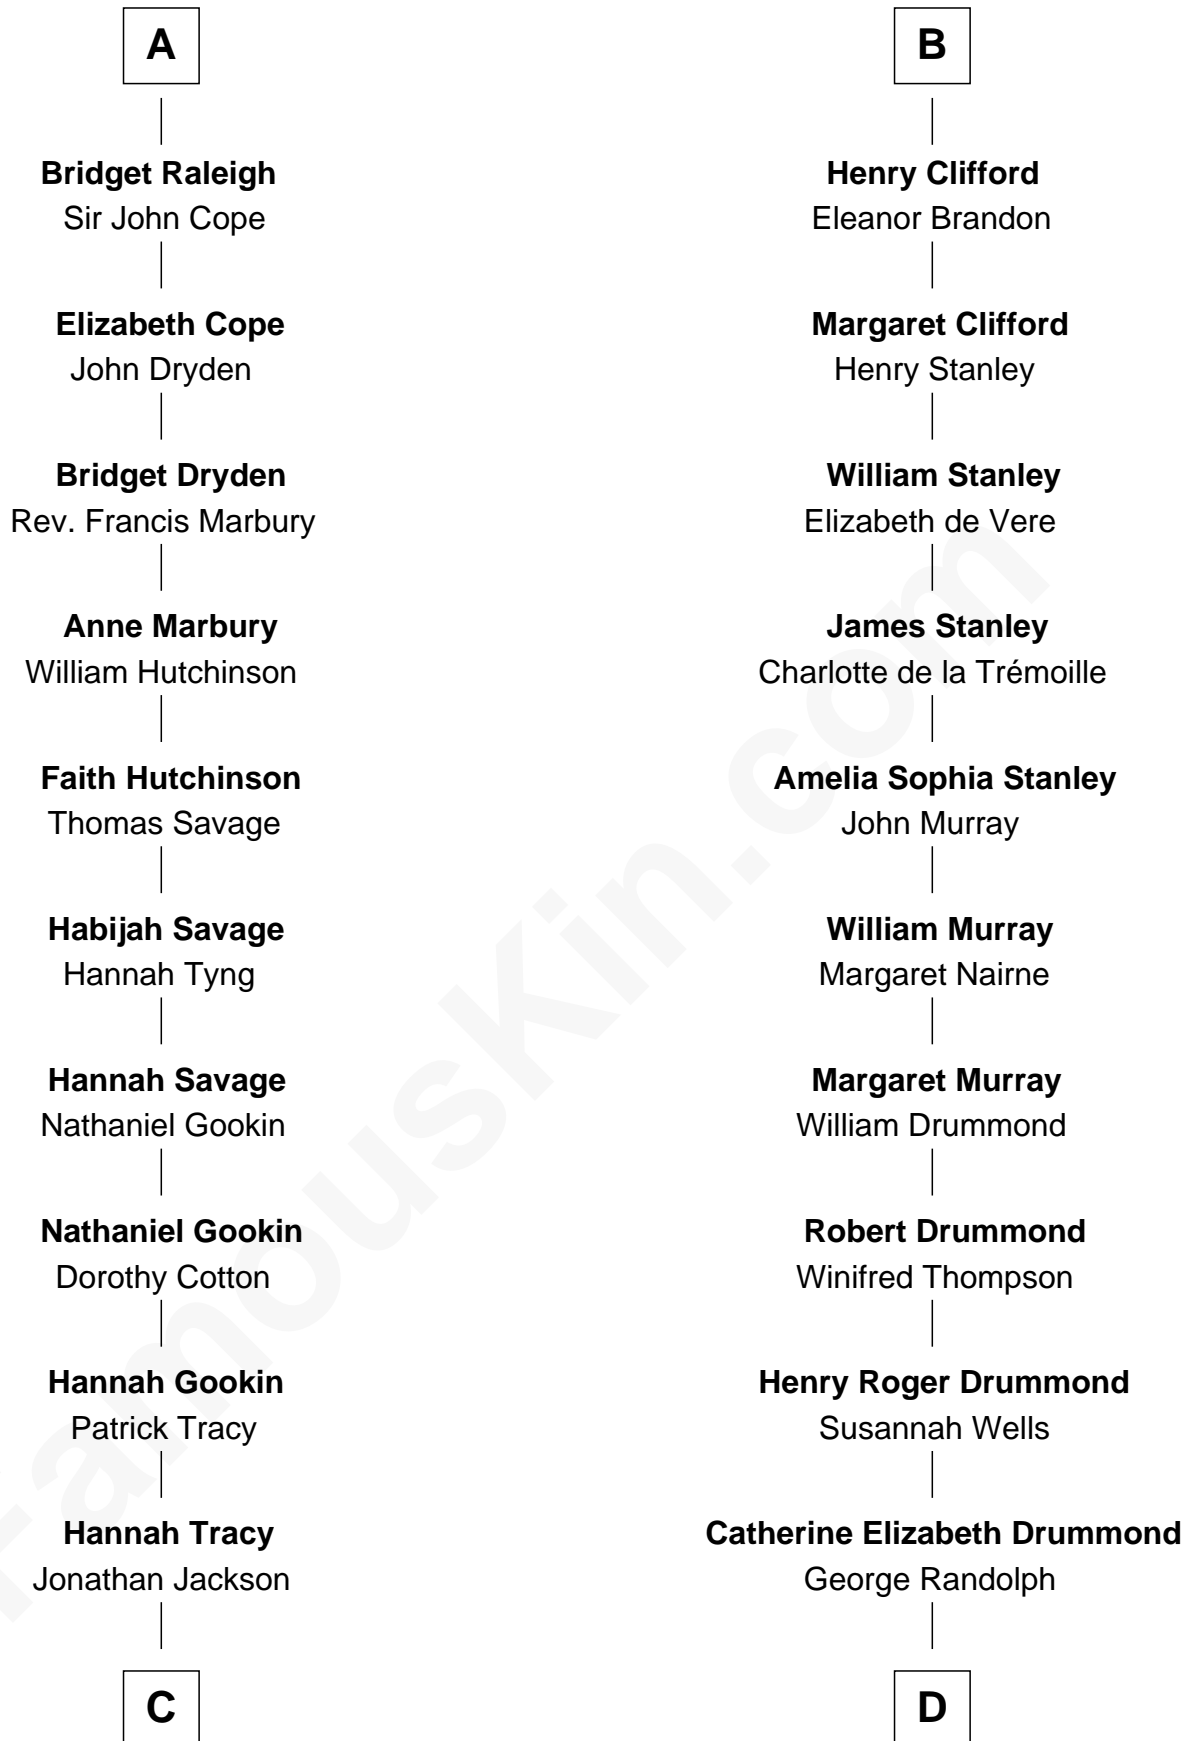 A
Bridget Raleigh
Sir John Cope
Elizabeth Cope
John Dryden
Bridget Dryden
Rev. Francis Marbury
Anne Marbury
William Hutchinson
Faith Hutchinson
Thomas Savage
Habijah Savage
Hannah Tyng
Hannah Savage
Nathaniel Gookin
Nathaniel Gookin
Dorothy Cotton
Hannah Gookin
Patrick Tracy
Hannah Tracy
Jonathan Jackson
C
B
Henry Clifford
Eleanor Brandon
Margaret Clifford
Henry Stanley
William Stanley
Elizabeth de Vere
James Stanley
Charlotte de la Trémoille
Amelia Sophia Stanley
John Murray
William Murray
Margaret Nairne
Margaret Murray
William Drummond
Robert Drummond
Winifred Thompson
Henry Roger Drummond
Susannah Wells
Catherine Elizabeth Drummond
George Randolph
D
FamousKin.com